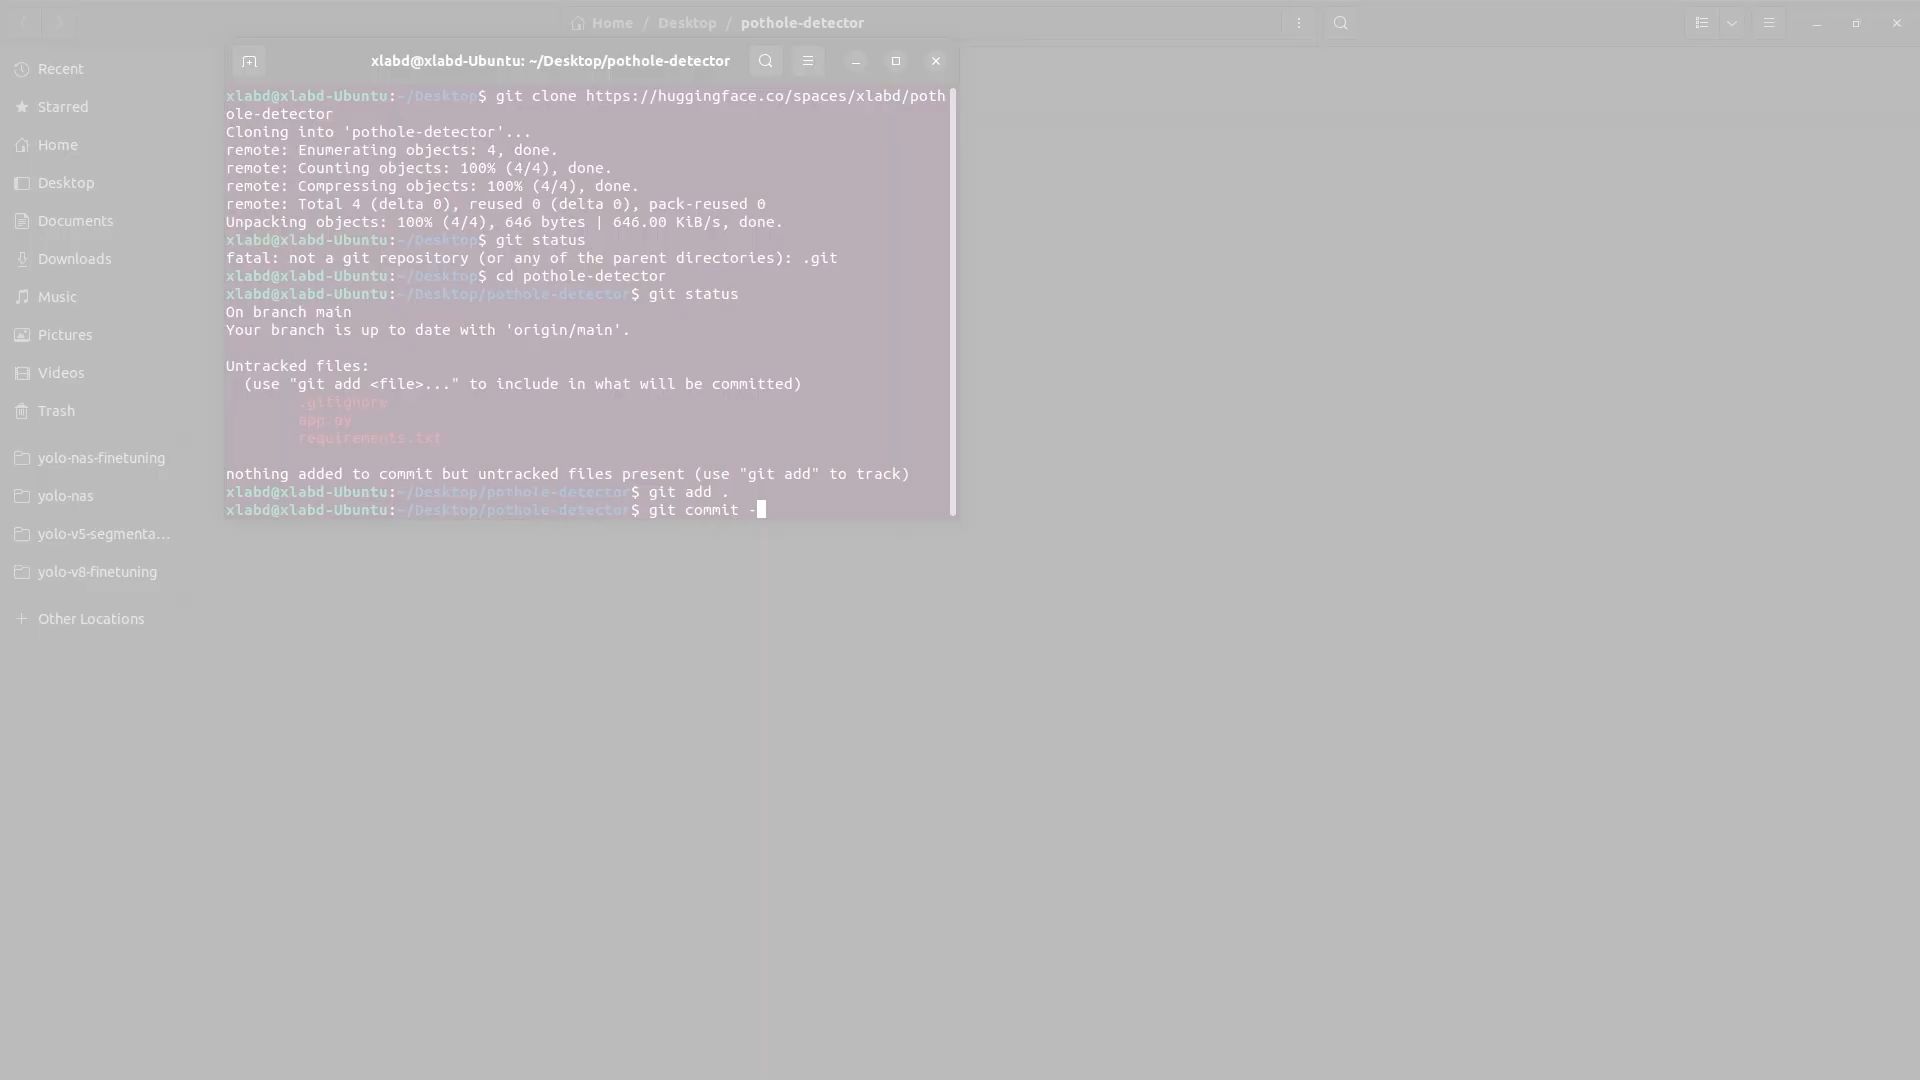 Home / Desktop / pothole-detector
Recent
Starred
Home
Desktop
Documents
Downloads
Music
Pictures
Videos
Trash
yolo-nas-finetuning
yolo-nas
yolo-v5-segmenta...
yolo-v8-finetuning
+ Other Locations
xlabd@xlabd-Ubuntu: ~/Desktop/pothole-detector
xlabd@xlabd-Ubuntu:~/Desktop$ git clone https://huggingface.co/spaces/xlabd/poth
ole-detector
Cloning into 'pothole-detector'...
remote: Enumerating objects: 4, done.
remote: Counting objects: 100% (4/4), done.
remote: Compressing objects: 100% (4/4), done.
remote: Total 4 (delta 0), reused 0 (delta 0), pack-reused 0
Unpacking objects: 100% (4/4), 646 bytes | 646.00 KiB/s, done.
xlabd@xlabd-Ubuntu:~/Desktop$ git status
fatal: not a git repository (or any of the parent directories): .git
xlabd@xlabd-Ubuntu:~/Desktop$ cd pothole-detector
xlabd@xlabd-Ubuntu:~/Desktop/pothole-detector$ git status
On branch main
Your branch is up to date with 'origin/main'.
Untracked files:
(use "git add <file>..." to include in what will be committed)
.gitignore
app.py
requirements.txt
nothing added to commit but untracked files present (use "git add" to track)
xlabd@xlabd-Ubuntu:~/Desktop/pothole-detector$ git add .
xlabd@xlabd-Ubuntu:~/Desktop/pothole-detector$ git commit -